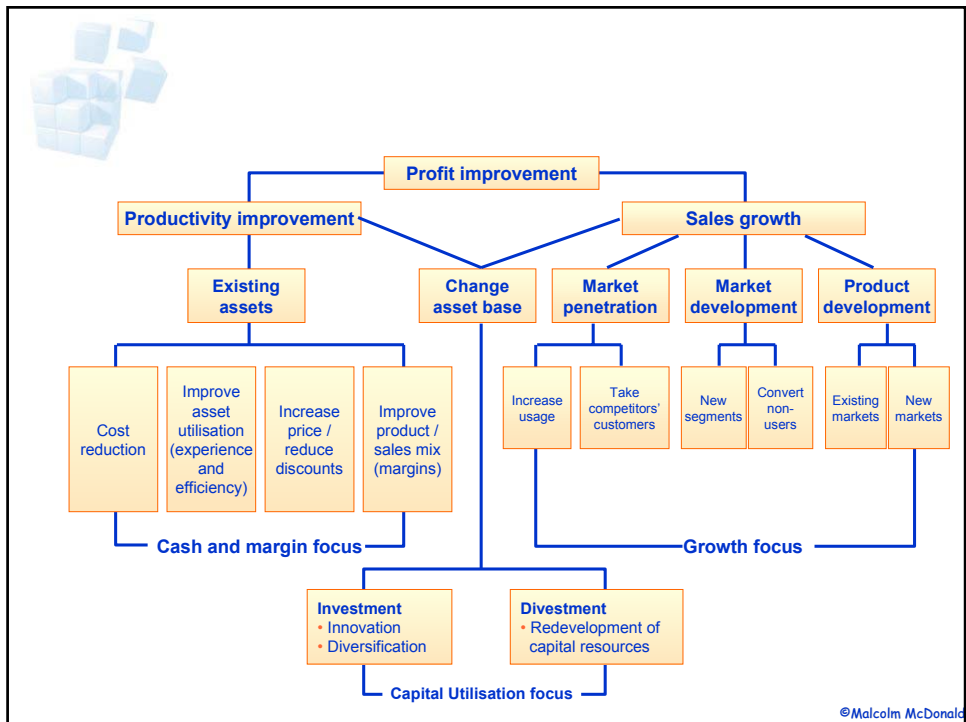 Profit improvement
Productivity improvement
Sales growth
Existing
assets
Change
asset base
Market
penetration
Market
development
Product
development
Cost
reduction
Improve
asset
utilisation
(experience
and
efficiency)
Increase
price /
reduce
discounts
Improve
product /
sales mix
(margins)
Increase
usage
Take
competitors'
customers
New
segments
Convert
non-
users
Existing
markets
New
markets
Cash and margin focus
Growth focus
Investment
• Innovation
• Diversification
Divestment
• Redevelopment of
capital resources
Capital Utilisation focus
©Malcolm McDonald